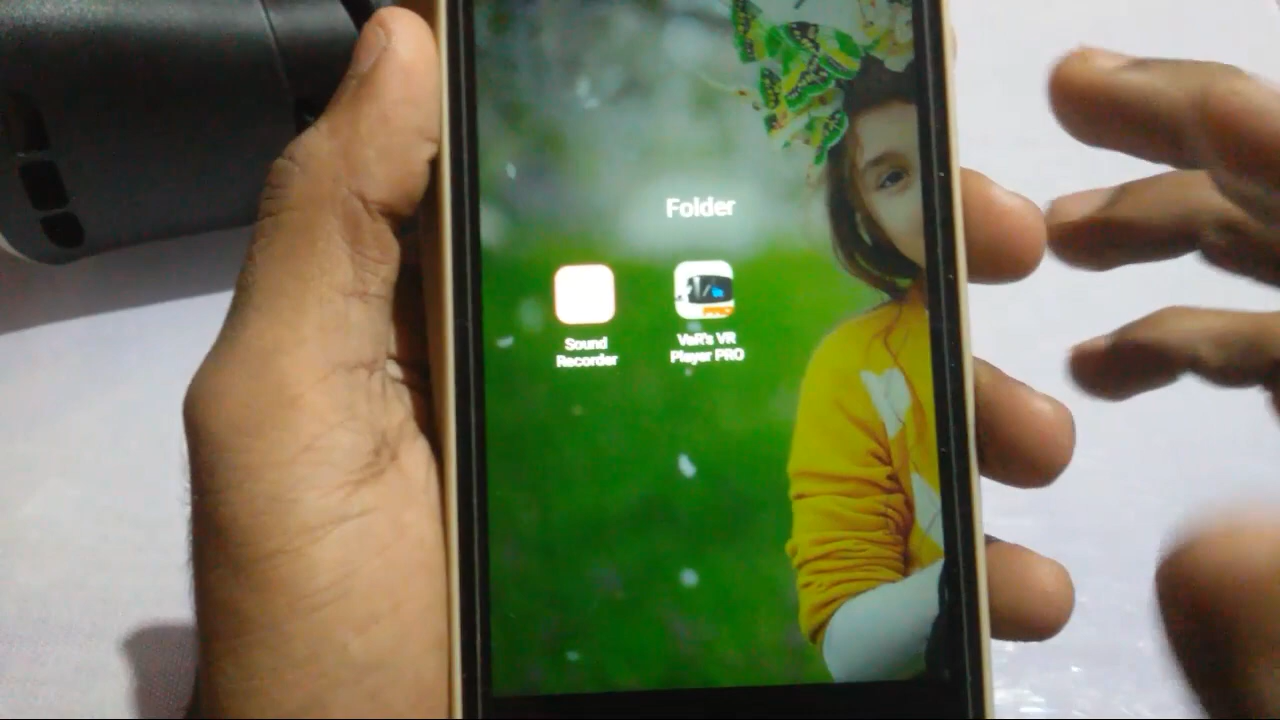 Folder
Sound
Recorder
VaR's VR
Player PRO